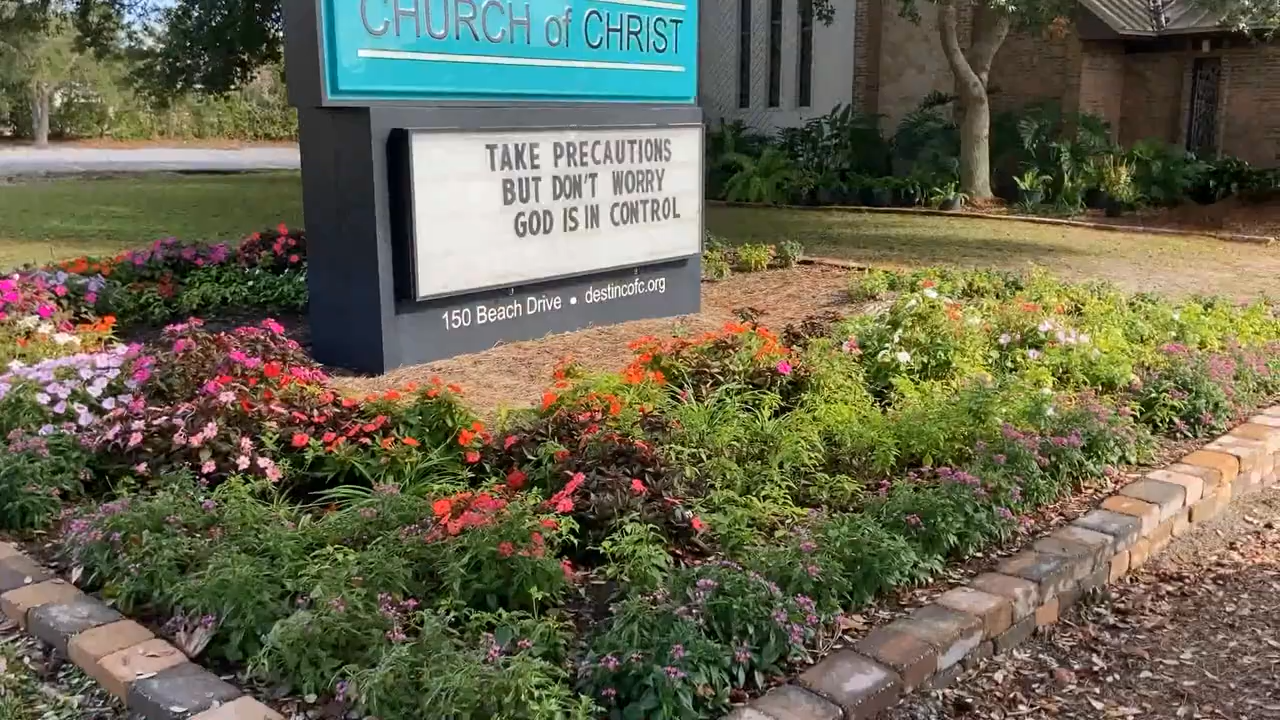 CHURCH of CHRIST
TAKE PRECAUTIONS
BUT DON'T WORRY
GOD IS IN CONTROL
150 Beach Drive • destincofc.org